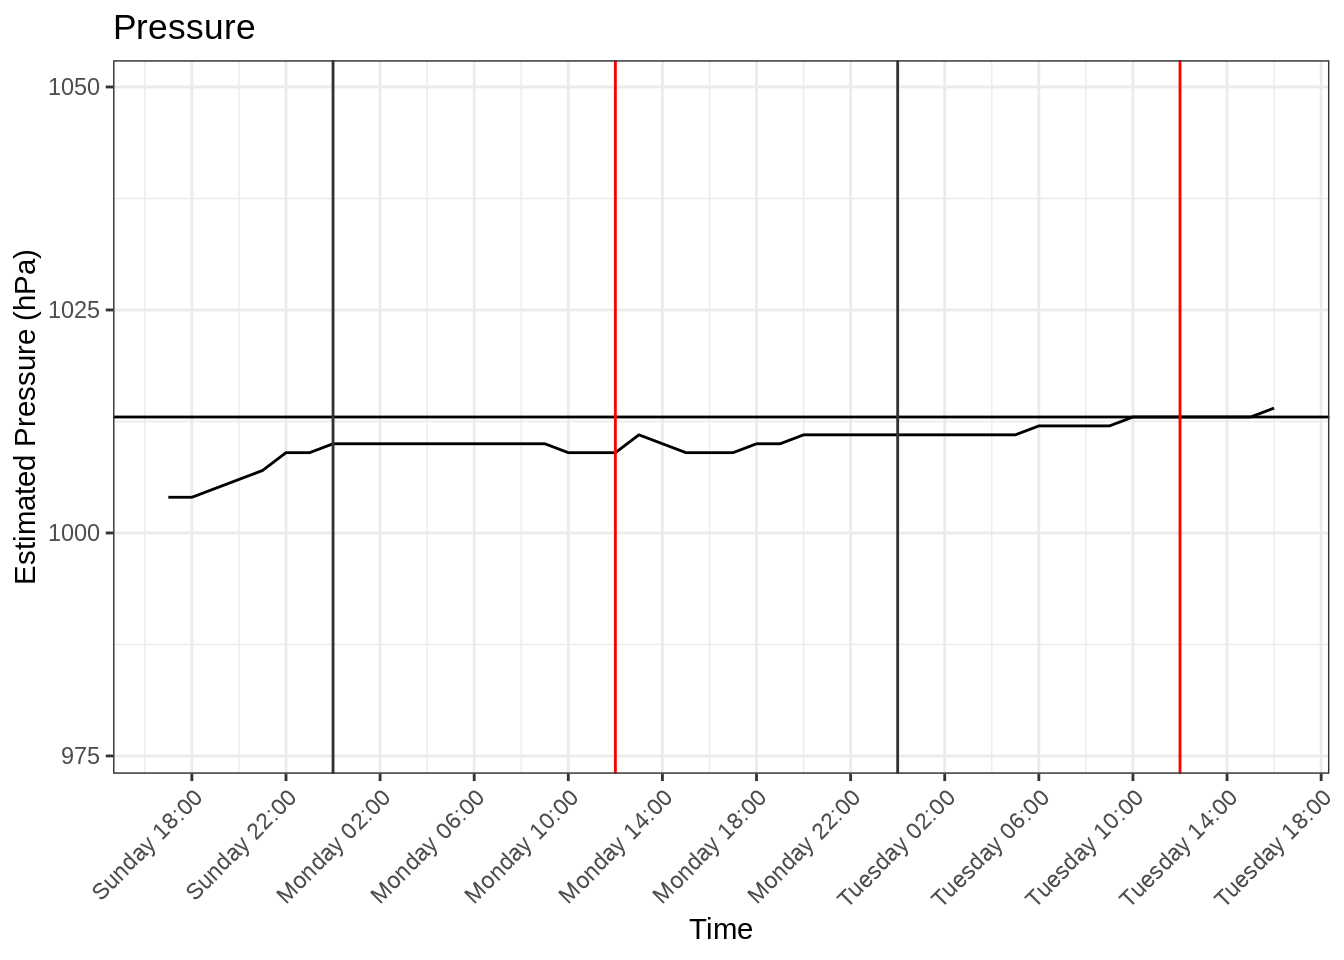 Pressure
Estimated Pressure (hPa)
1050
1025
1000
975
Sunday 18:00
Sunday 22:00
Monday 02:00
Monday 06:00
Monday 10:00
Monday 14:00
Monday 18:00
Monday 22:00
Tuesday 02:00
Tuesday 06:00
Tuesday 10:00
Tuesday 14:00
Tuesday 18:00
Time